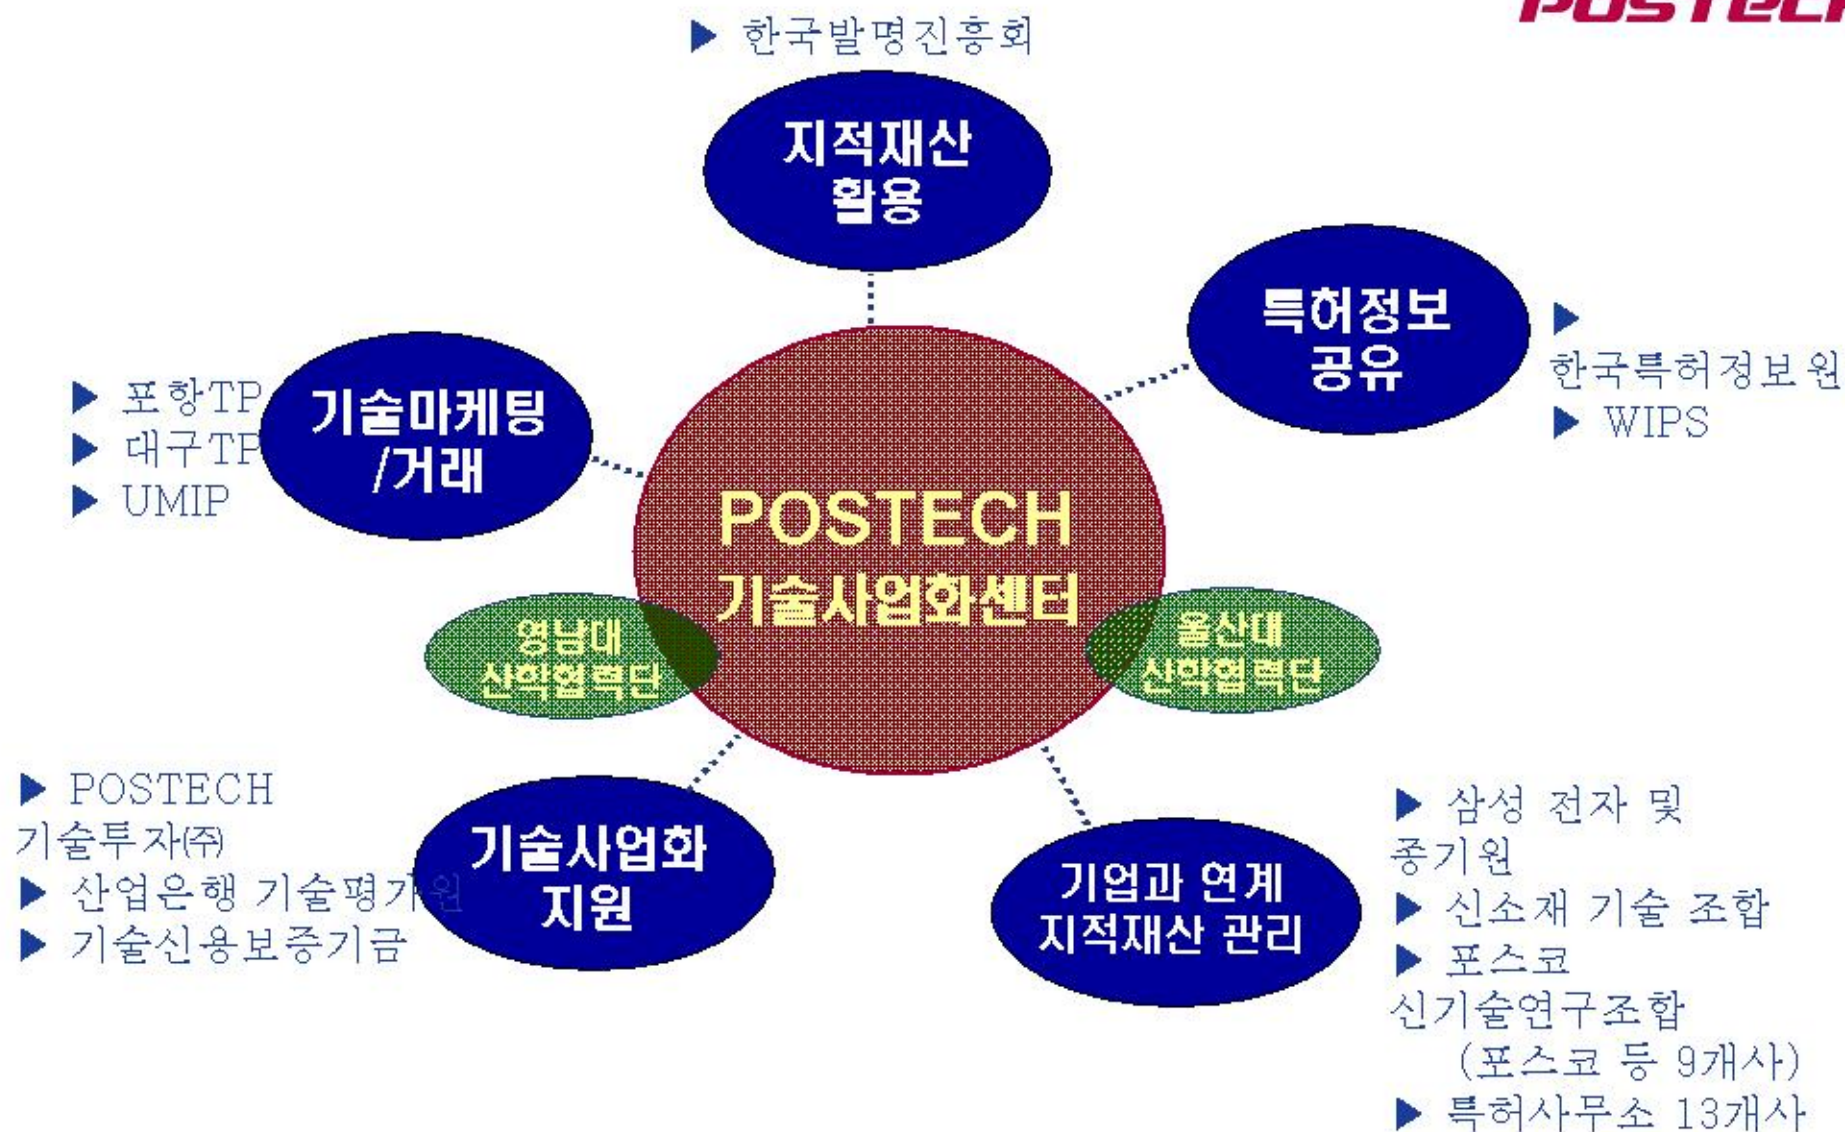 POSTECH
▶ 한국발명진흥회
지적재산
활용
특허정보
공유
▶
한국특허정보원
▶ WIPS
▶ 포항TP
▶ 대구TP
▶ UMIP
기술마케팅
/거래
POSTECH
기술사업화센터
영남대
산학협력단
울산대
산학협력단
▶ POSTECH
기술투자㈜
▶ 산업은행 기술평가원
▶ 기술신용보증기금
기술사업화
지원
기업과 연계
지적재산 관리
▶ 삼성 전자 및
종기원
▶ 신소재 기술 조합
▶ 포스코
신기술연구조합
(포스코 등 9개사)
▶ 특허사무소 13개사